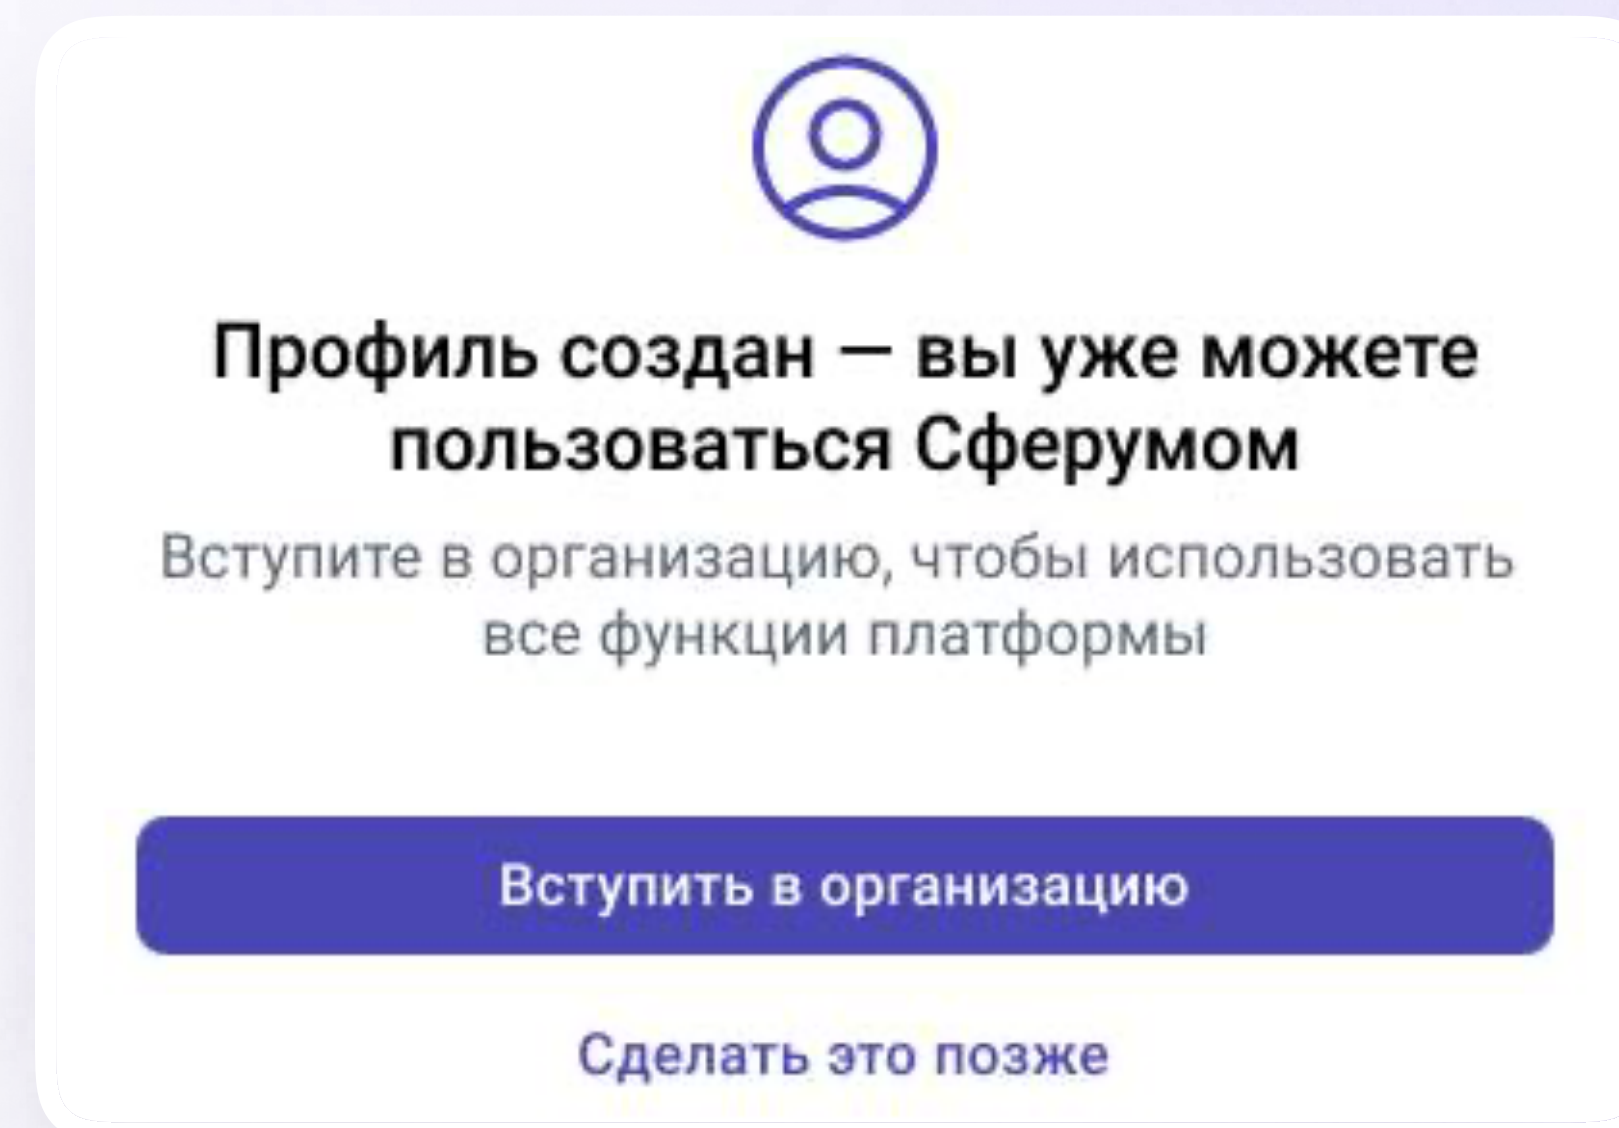 Профиль создан — вы уже можете
пользоваться Сферумом
Вступите в организацию, чтобы использовать
все функции платформы
Вступить в организацию
Сделать это позже